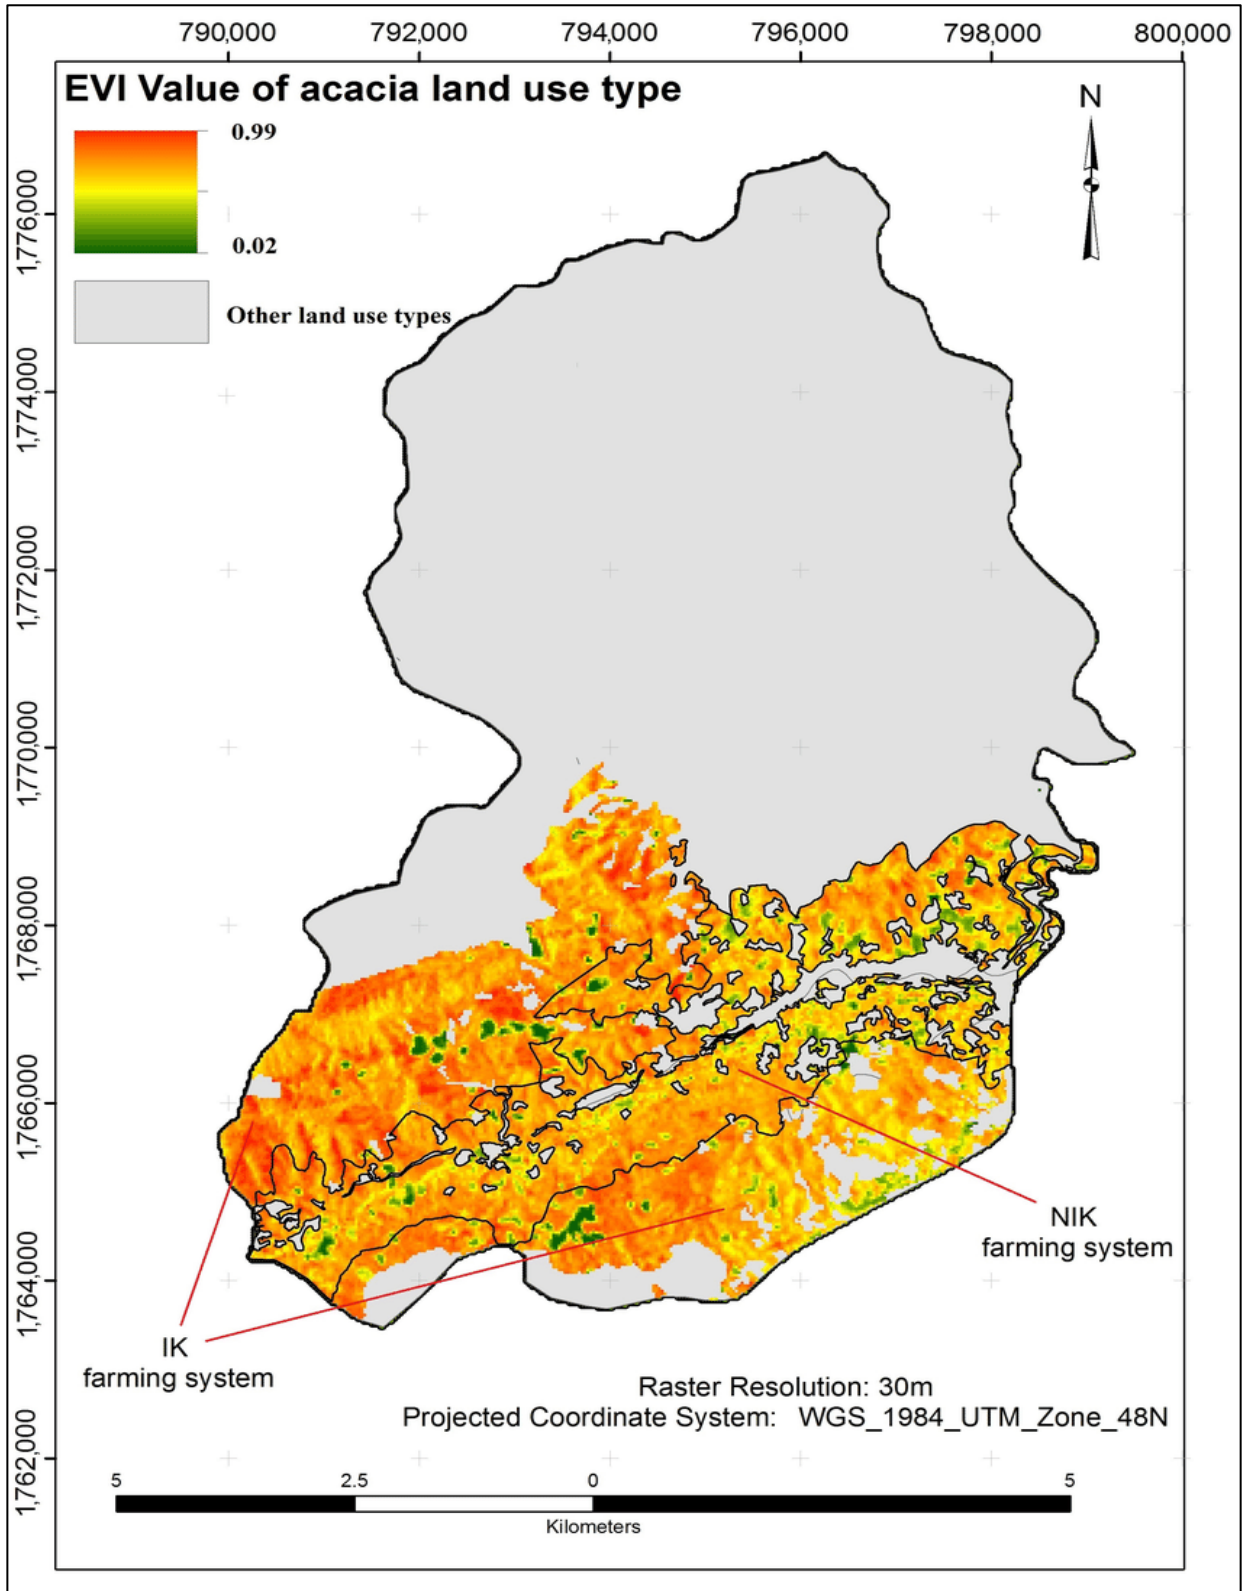 790,000 792,000 794,000 796,000 798,000 800,000
EVI Value of acacia land use type
N
0.99
0.02
Other land use types
1,776,000
1,774,000
1,772,000
1,770,000
1,768,000
1,766,000
1,764,000
1,762,000
NIK
farming system
IK
farming system
Raster Resolution: 30m
Projected Coordinate System: WGS_1984_UTM_Zone_48N
5 2.5 0 5
Kilometers